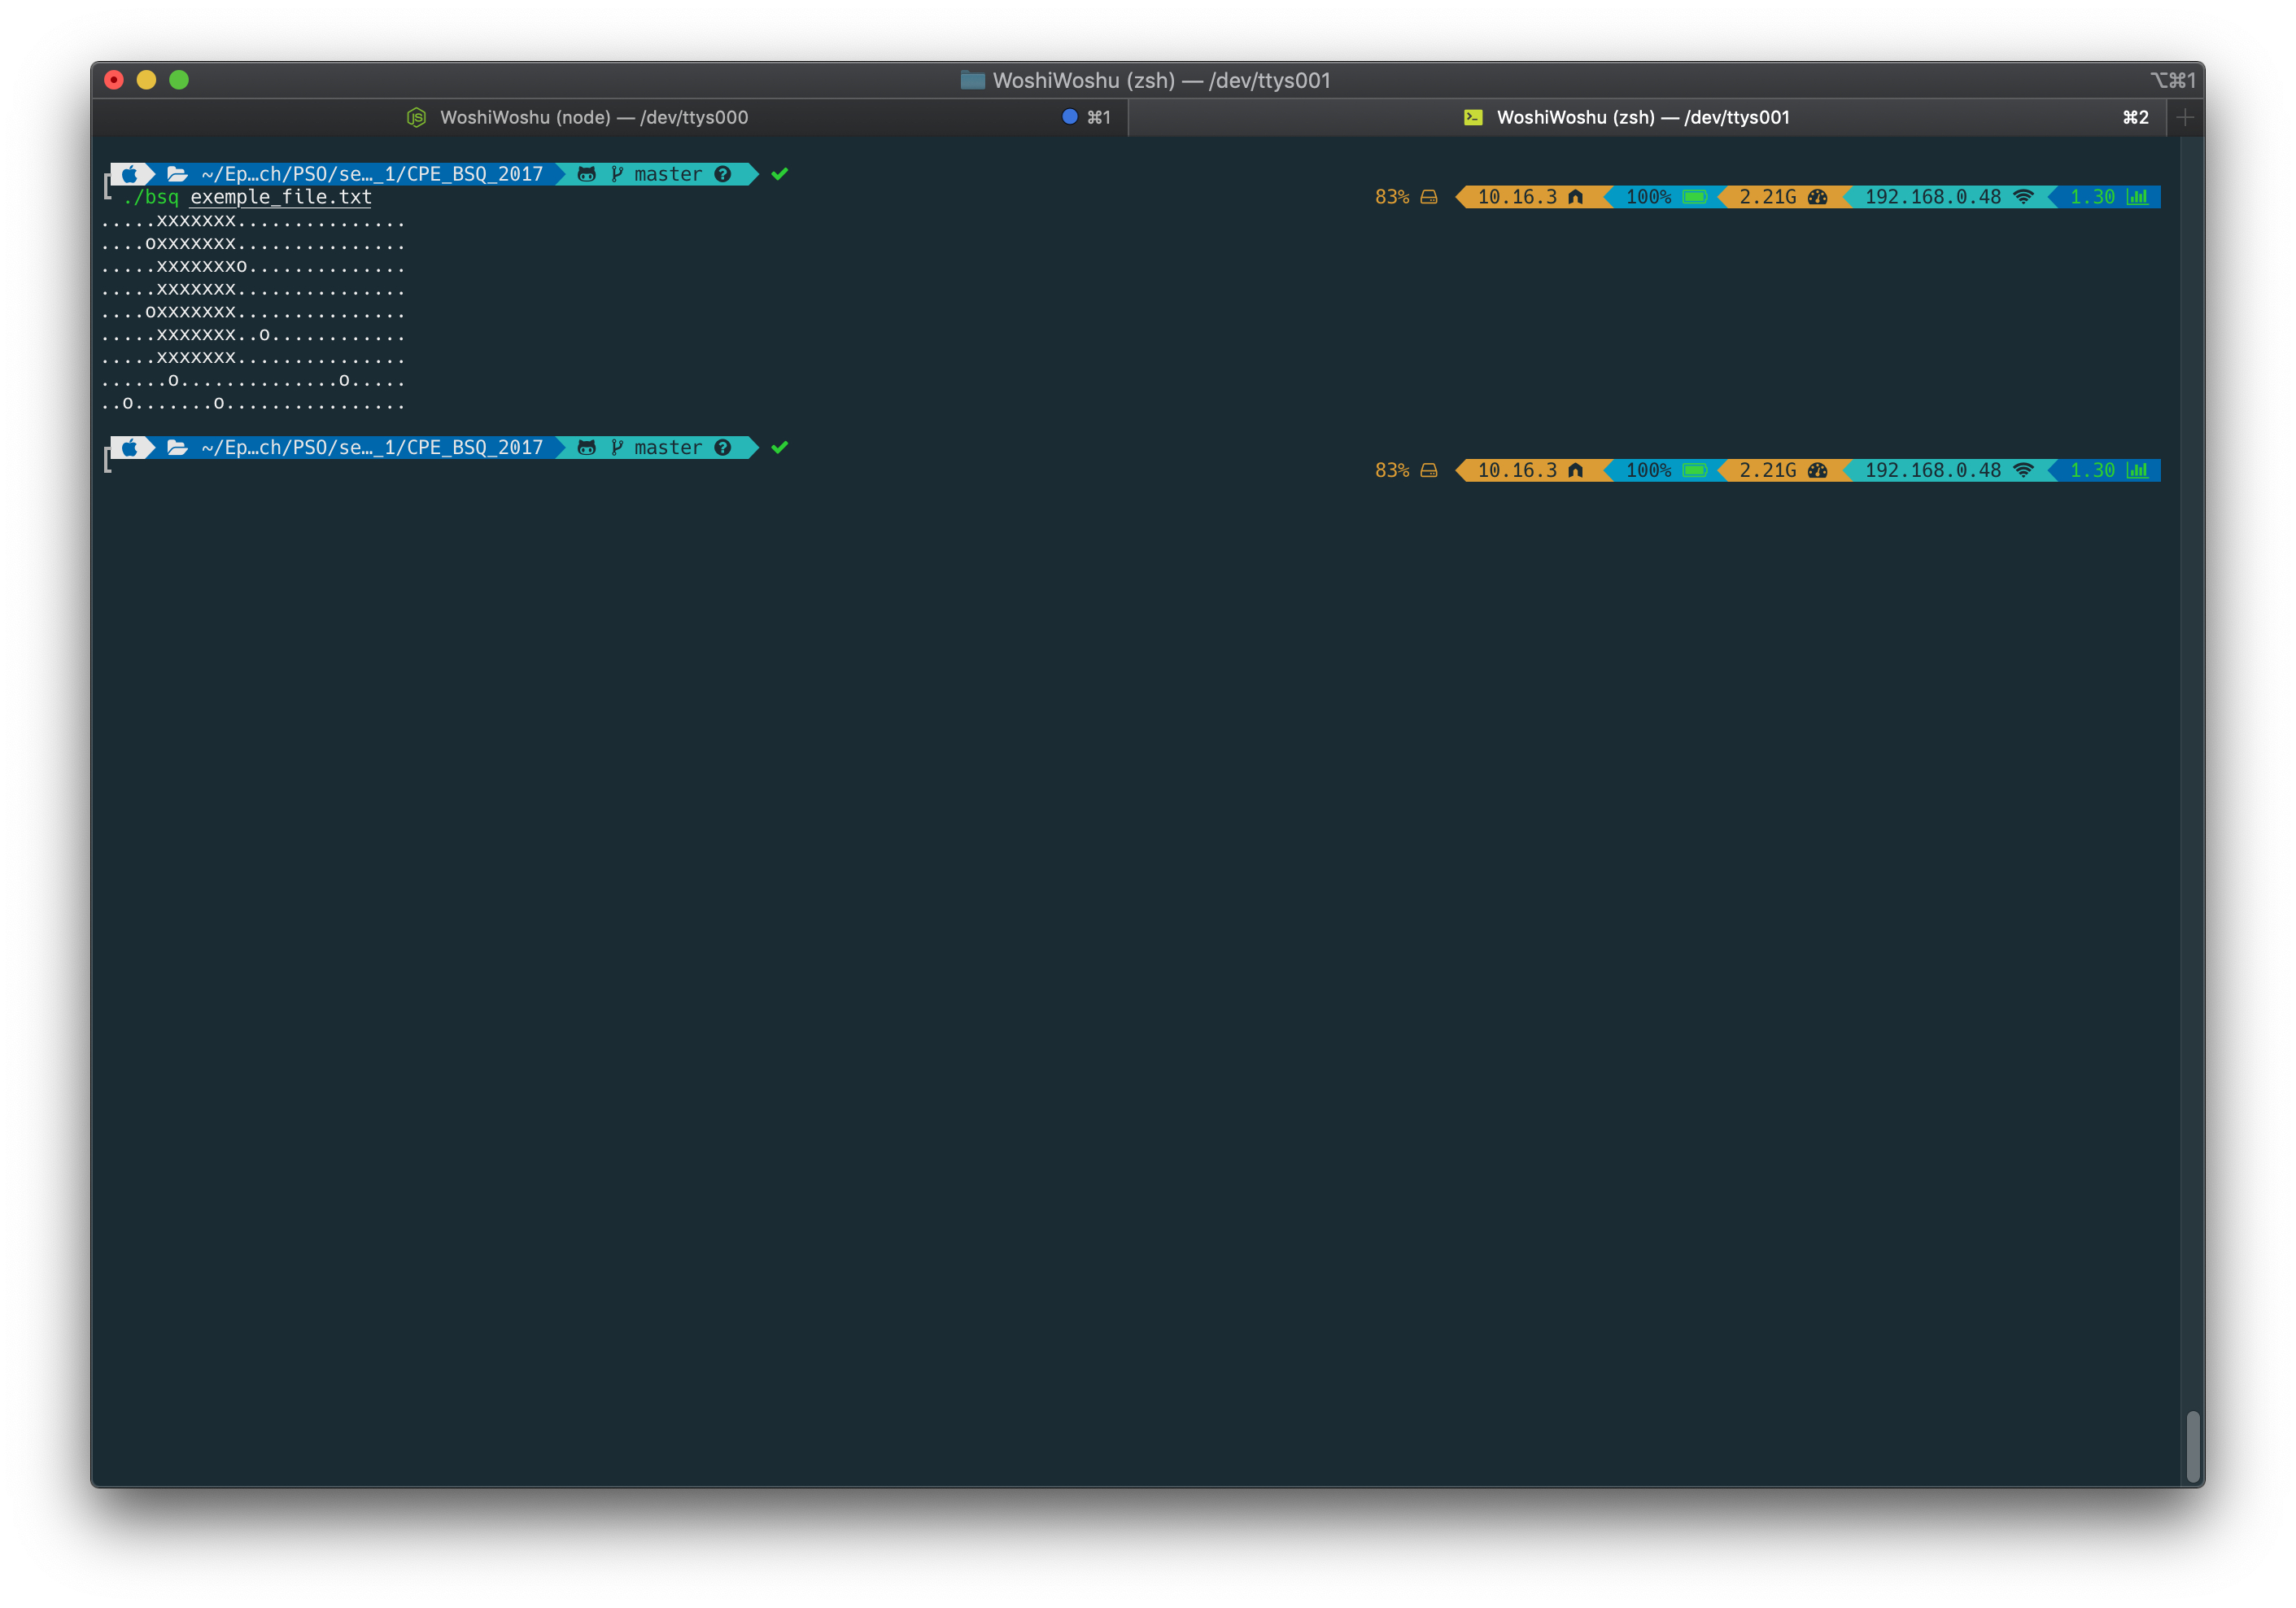 WoshiWoshu (zsh) — /dev/ttys001 ⌥⌘1
WoshiWoshu (node) — /dev/ttys000 ⌘1 WoshiWoshu (zsh) — /dev/ttys001 ⌘2
~/Ep…ch/PSO/se…_1/CPE_BSQ_2017 master
./bsq exemple_file.txt 83% 10.16.3 100% 2.21G 192.168.0.48 1.30
.....xxxxxxx...............
....oxxxxxxx...............
.....xxxxxxxo..............
.....xxxxxxx...............
....oxxxxxxx...............
.....xxxxxxx..o............
.....xxxxxxx...............
......o..............o.....
..o.......o................
~/Ep…ch/PSO/se…_1/CPE_BSQ_2017 master
83% 10.16.3 100% 2.21G 192.168.0.48 1.30